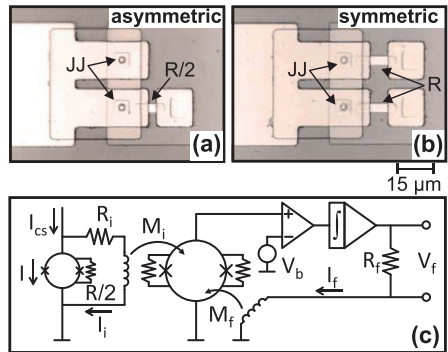 asymmetric
symmetric
JJ
R/2
JJ
R
(a)
(b)
15 μm
I_cs
R_i
M_i
I
R/2
I_i
M_f
V_b
+
−
∫
I_f
R_f
V_f
(c)